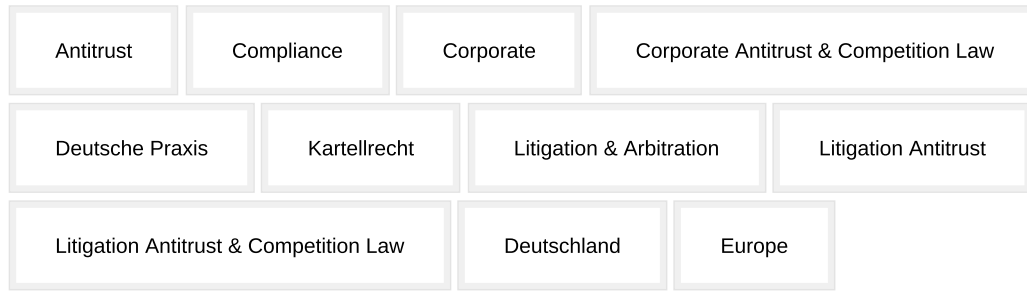 Antitrust Compliance Corporate Corporate Antitrust & Competition Law
Deutsche Praxis Kartellrecht Litigation & Arbitration Litigation Antitrust
Litigation Antitrust & Competition Law Deutschland Europe